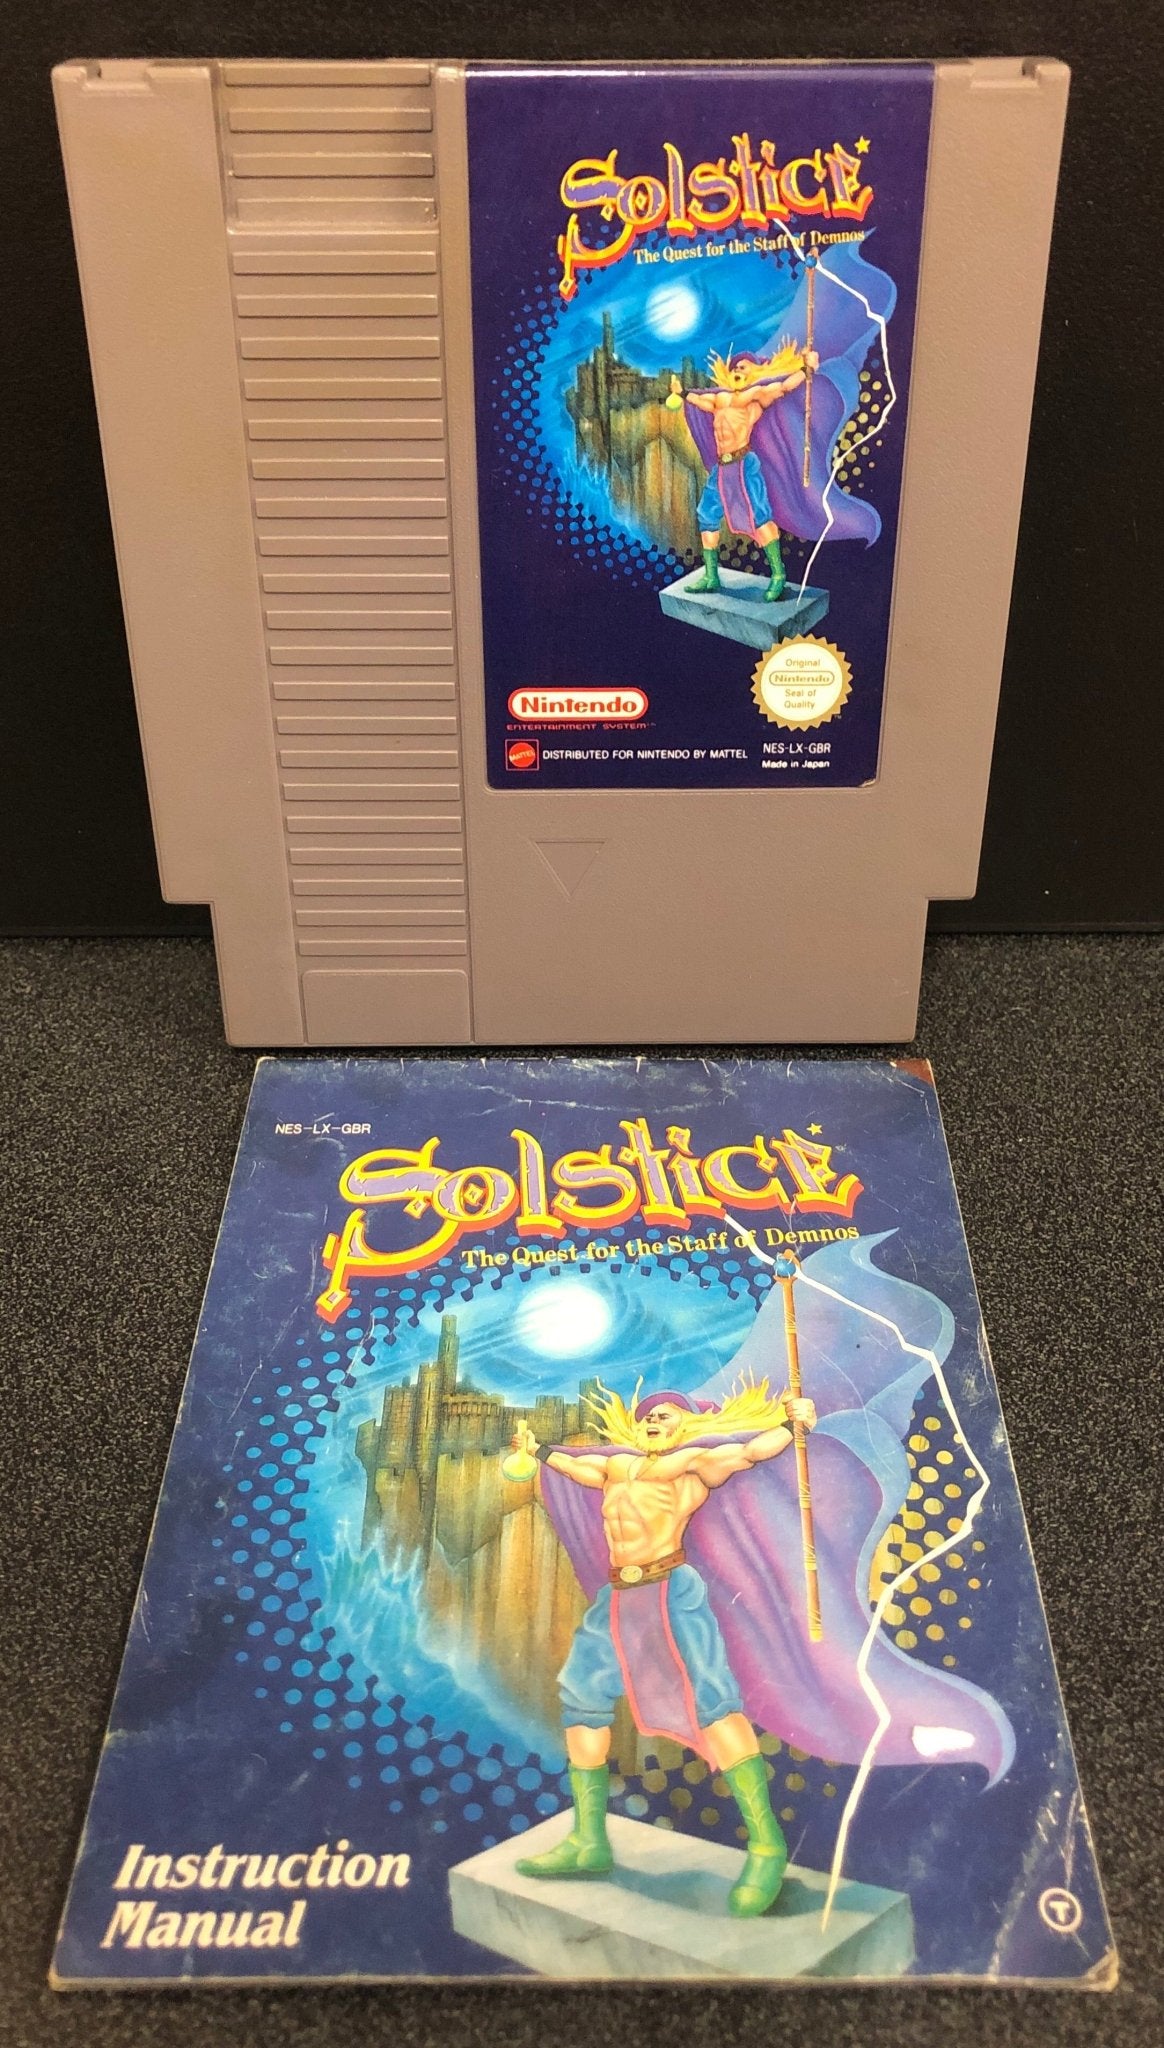 Solstice
The Quest for the Staff of Demnos
Original
Nintendo
Seal of
Quality
Nintendo
ENTERTAINMENT SYSTEM™
MATTEL
DISTRIBUTED FOR NINTENDO BY MATTEL
NES-LX-GBR
Made in Japan
NES-LX-GBR
Solstice
The Quest for the Staff of Demnos
Instruction
Manual
T